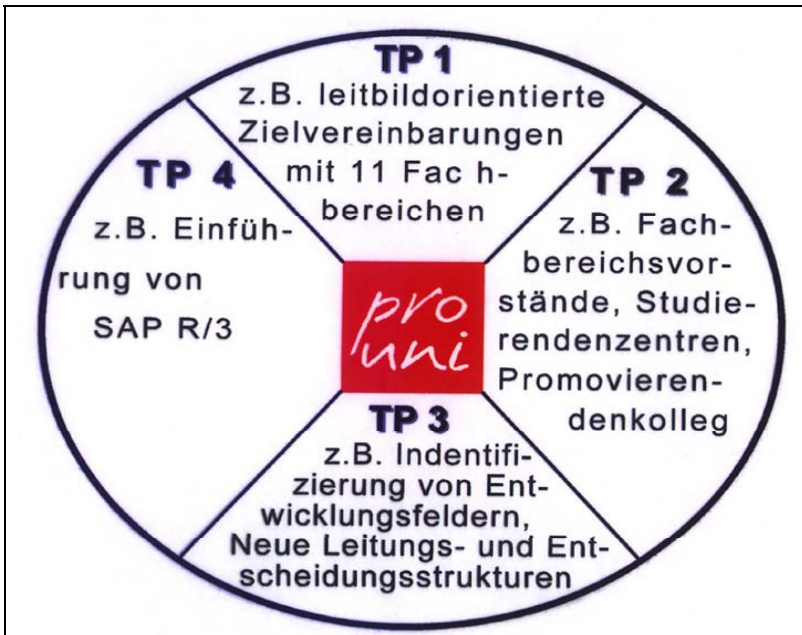 TP 1
z.B. leitbildorientierte
Zielvereinbarungen
mit 11 Fac h-
bereichen
TP 2
z.B. Fach-
bereichsvor-
stände, Studie-
rendenzentren,
Promovieren-
denkolleg
TP 3
z.B. Indentifi-
zierung von Ent-
wicklungsfeldern,
Neue Leitungs- und Ent-
scheidungsstrukturen
TP 4
z.B. Einfüh-
rung von
SAP R/3
pro
uni